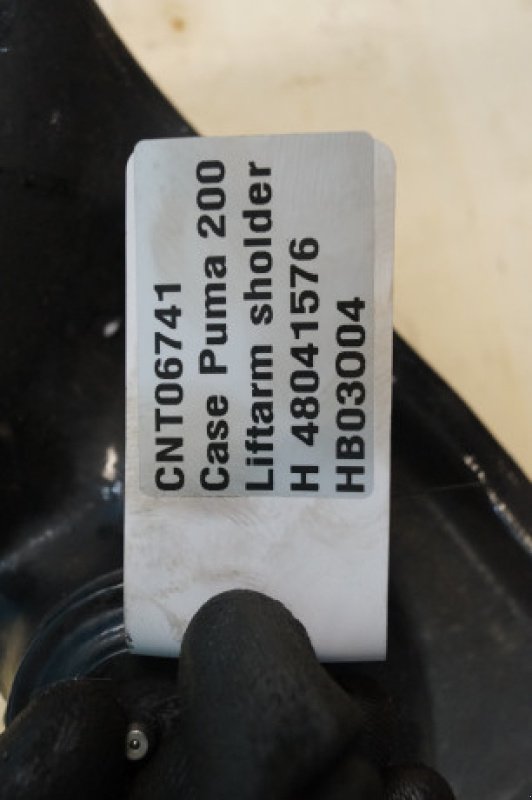 CNT06741
Case Puma 200
Liftarm sholder
H 48041576
HB03004